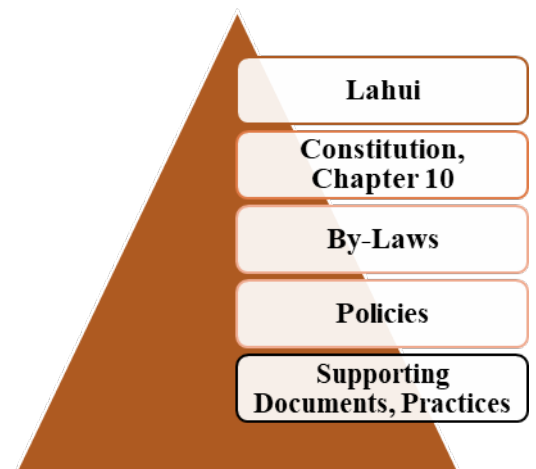 Lahui
Constitution,
Chapter 10
By-Laws
Policies
Supporting
Documents, Practices